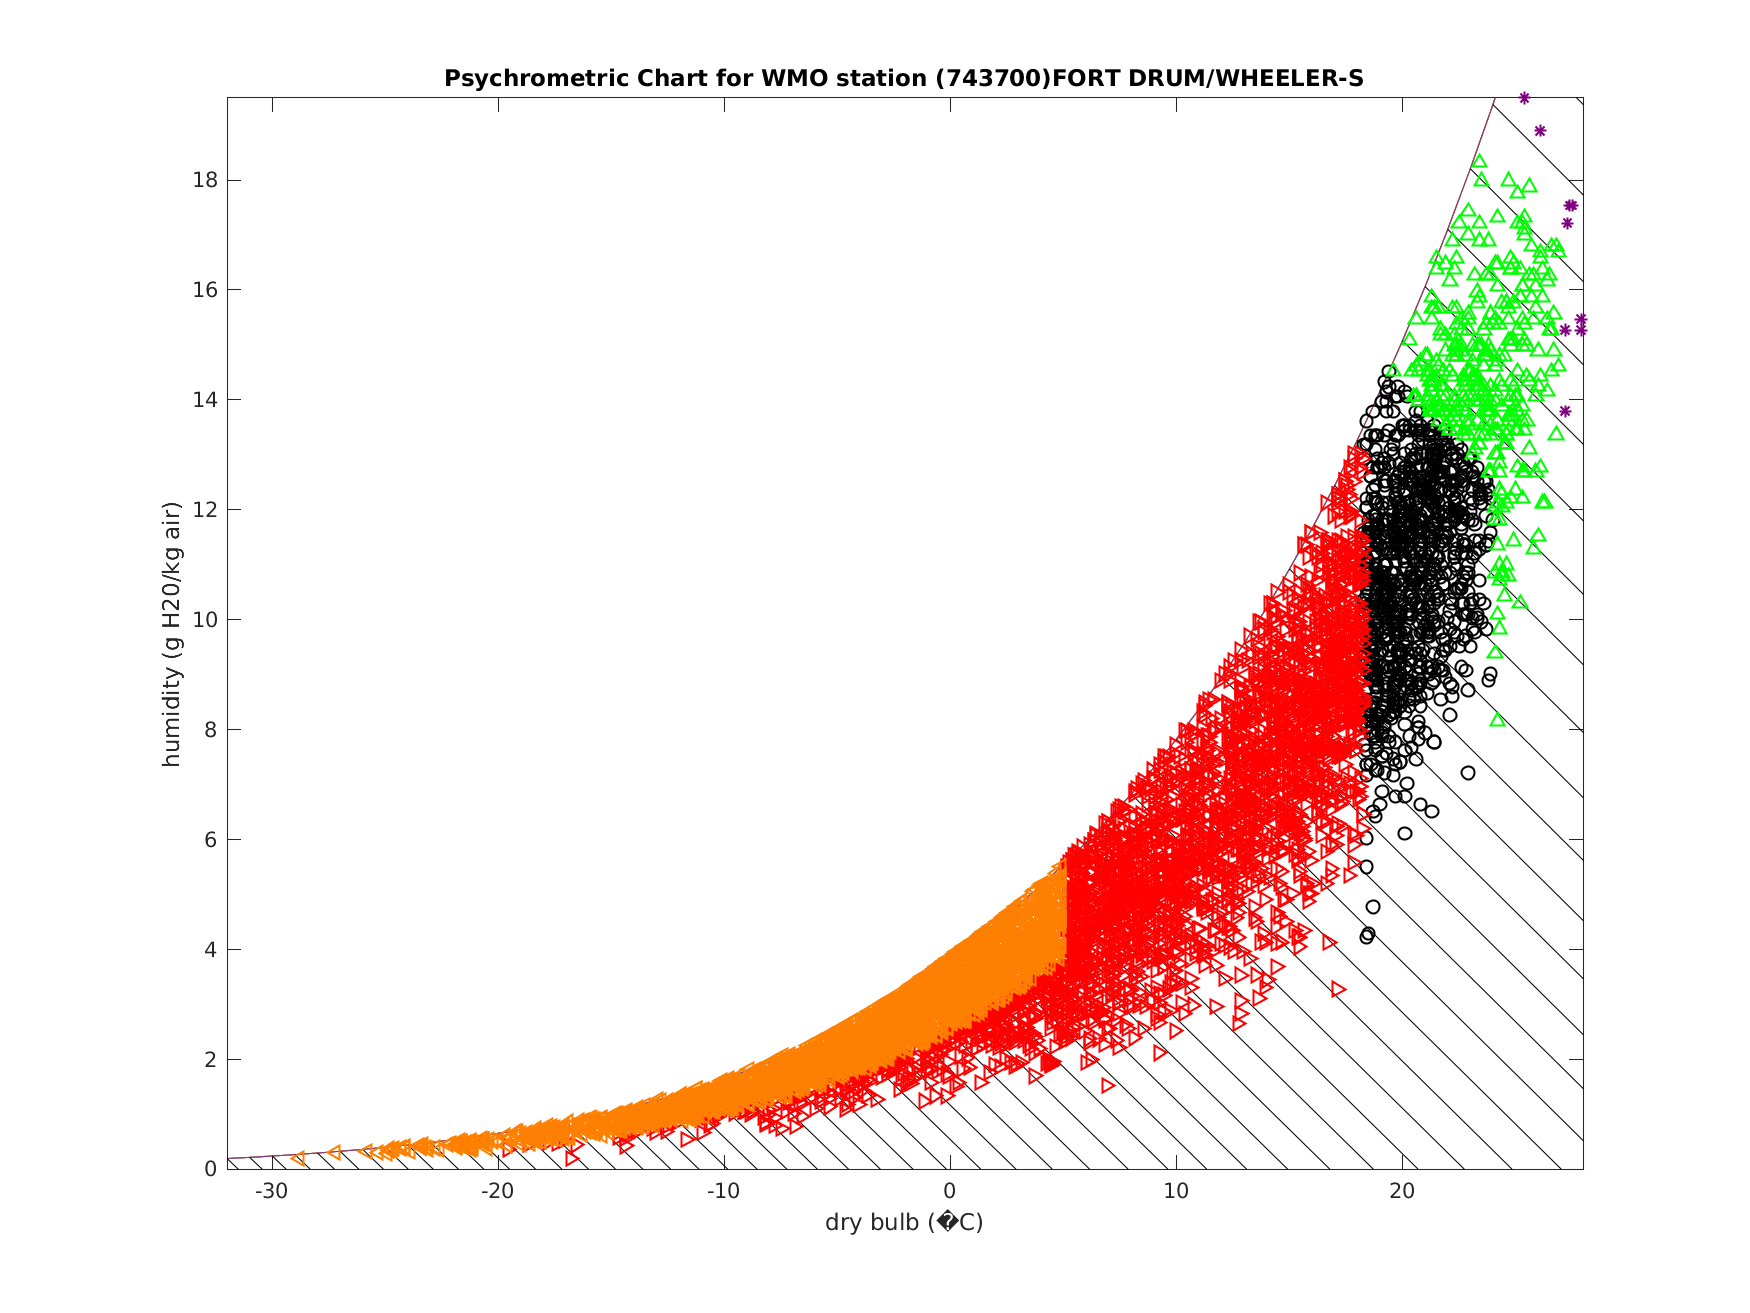 Psychrometric Chart for WMO station (743700)FORT DRUM/WHEELER-S
18
16
14
12
10
8
6
4
2
0
humidity (g H20/kg air)
-30 -20 -10 0 10 20
dry bulb (�C)